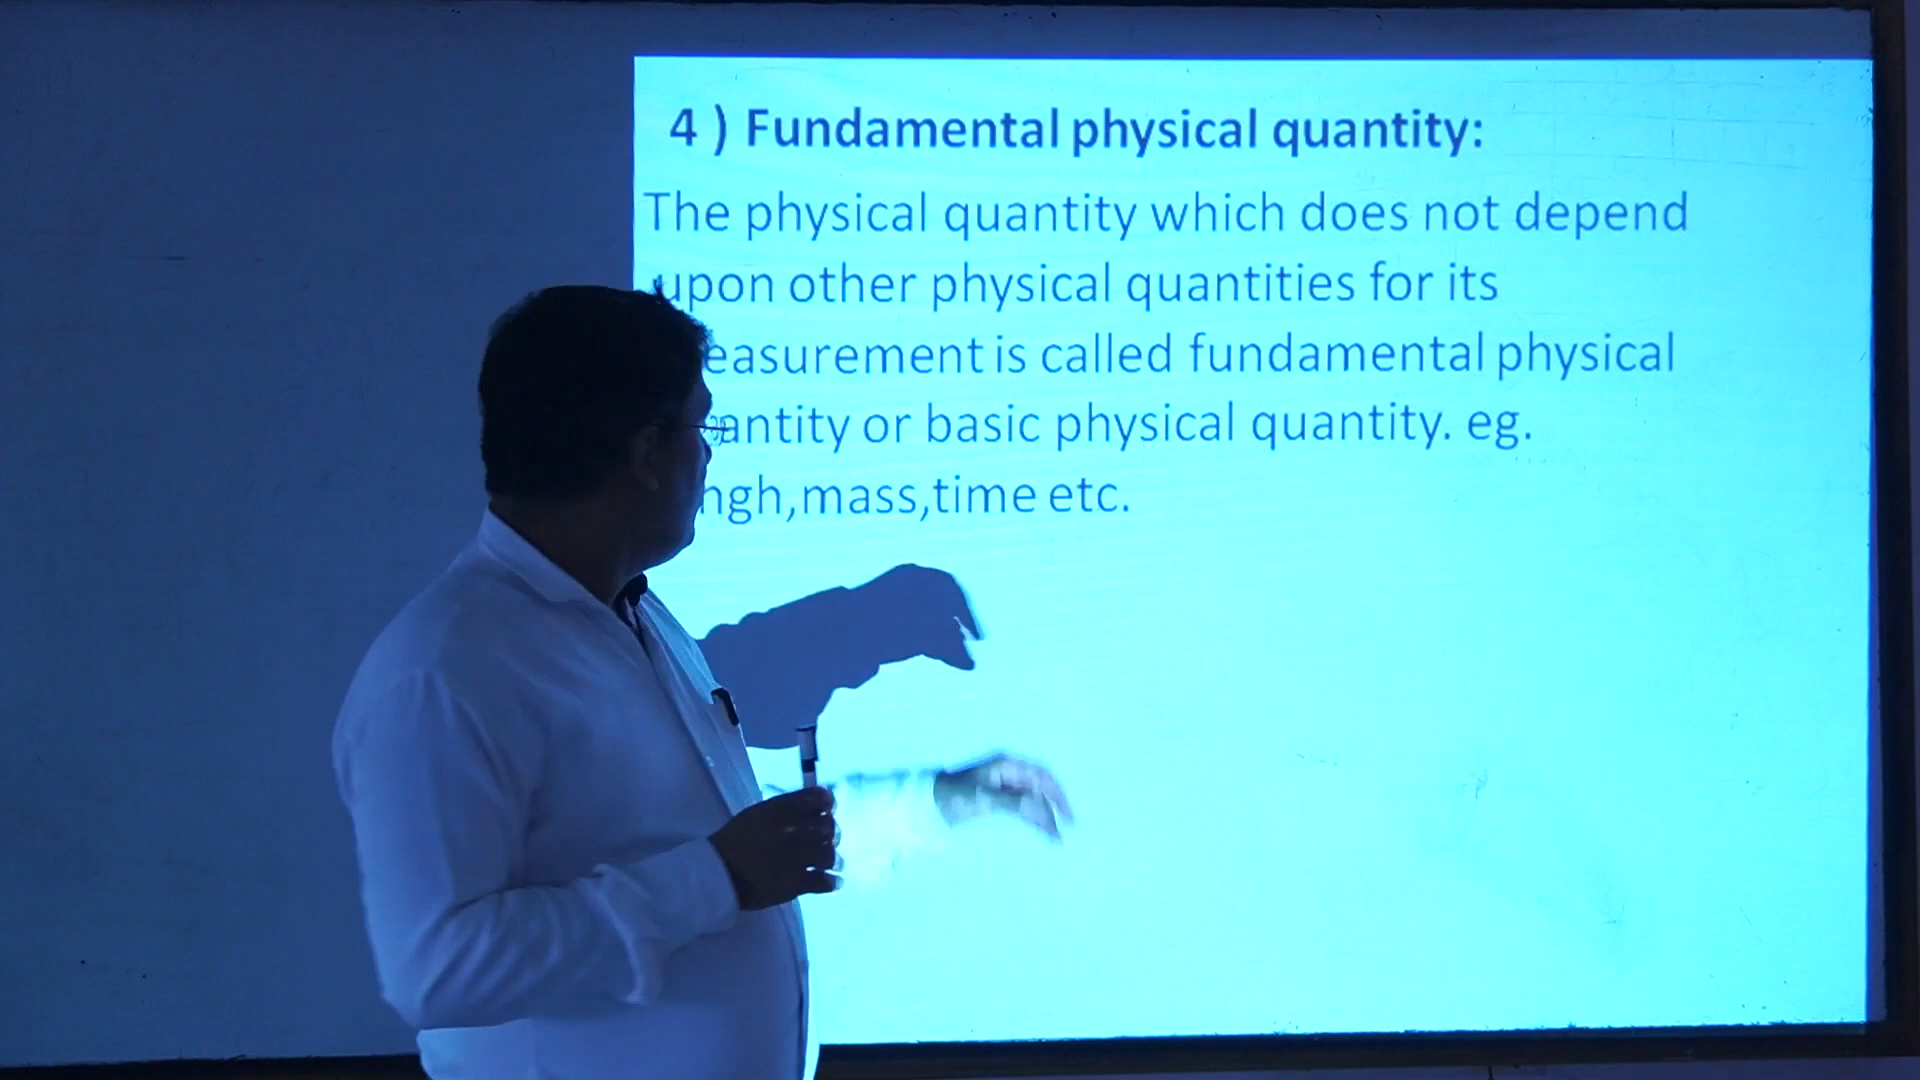 4 ) Fundamental physical quantity:
The physical quantity which does not depend
upon other physical quantities for its
easurement is called fundamental physical
antity or basic physical quantity. eg.
ngh,mass,time etc.